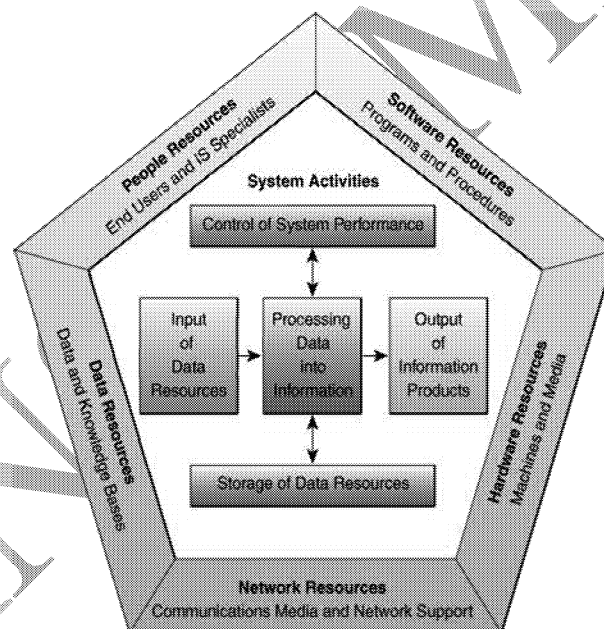 People Resources
End Users and IS Specialists
Software Resources
Programs and Procedures
System Activities
Control of System Performance
Input
of
Data
Resources
Processing
Data
into
Information
Output
of
Information
Products
Storage of Data Resources
Data Resources
Data and Knowledge Bases
Hardware Resources
Machines and Media
Network Resources
Communications Media and Network Support